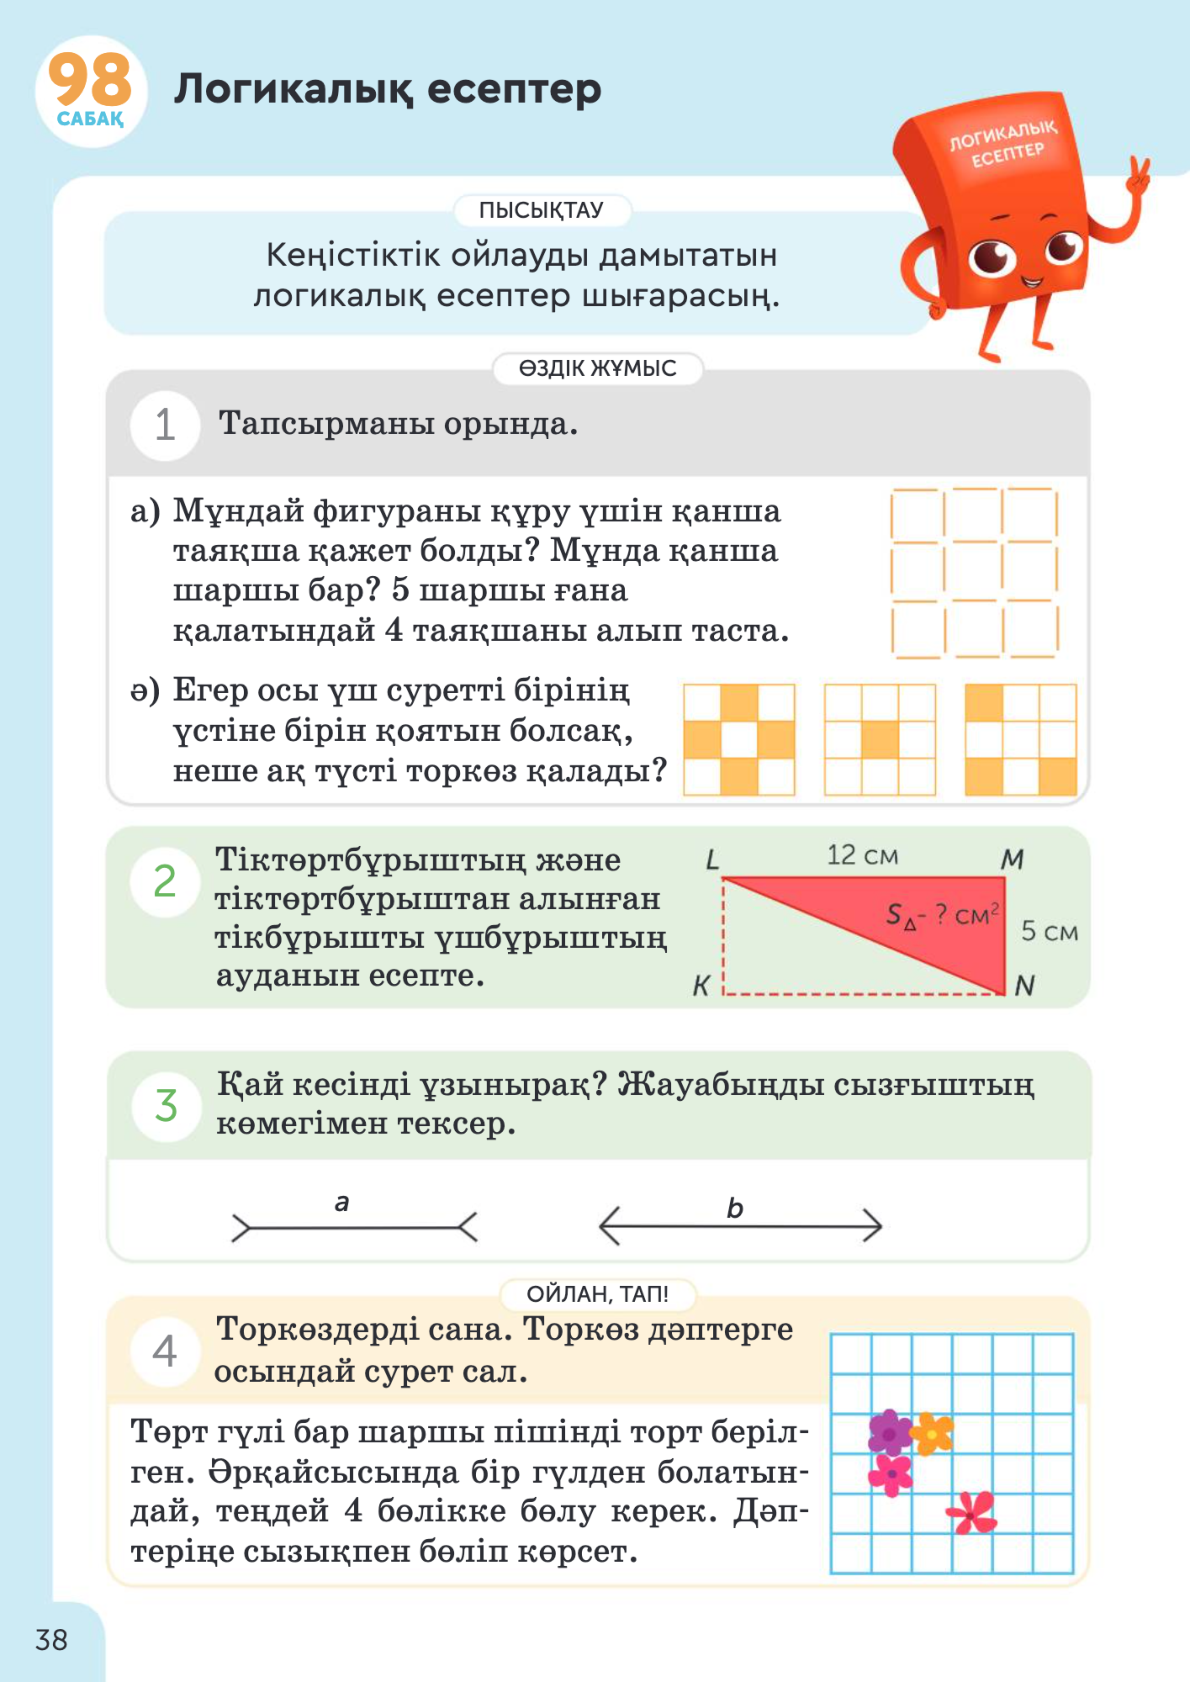 98
САБАҚ
Логикалық есептер
ЛОГИКАЛЫҚ
ЕСЕПТЕР
ПЫСЫҚТАУ
Кеңістіктік ойлауды дамытатын
логикалық есептер шығарасың.
ӨЗДІК ЖҰМЫС
1 Тапсырманы орында.
а) Мұндай фигураны құру үшін қанша
таяқша қажет болды? Мұнда қанша
шаршы бар? 5 шаршы ғана
қалатындай 4 таяқшаны алып таста.
ә) Егер осы үш суретті бірінің
үстіне бірін қоятын болсақ,
неше ақ түсті торкөз қалады?
2 Тіктөртбұрыштың және
тіктөртбұрыштан алынған
тікбұрышты үшбұрыштың
ауданын есепте.
L 12 см M
S△- ? см²
5 см
K N
3 Қай кесінді ұзынырақ? Жауабыңды сызғыштың
көмегімен тексер.
a b
ОЙЛАН, ТАП!
4 Торкөздерді сана. Торкөз дәптерге
осындай сурет сал.
Төрт гүлі бар шаршы пішінді торт беріл-
ген. Әрқайсысында бір гүлден болатын-
дай, теңдей 4 бөлікке бөлу керек. Дәп-
теріңе сызықпен бөліп көрсет.
38